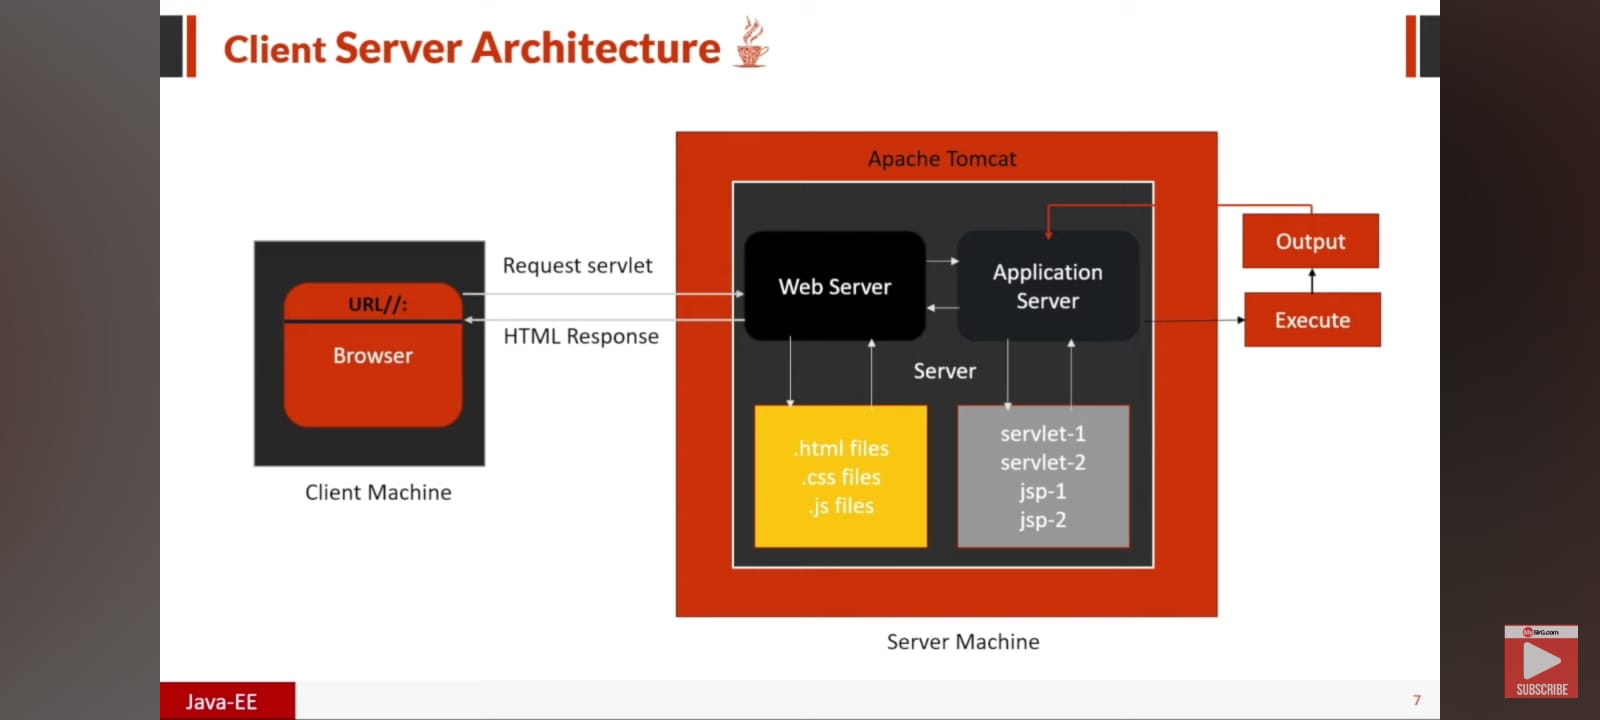 Client Server Architecture
Apache Tomcat
Output
Request servlet
Web Server
Application
Server
URL//:
Execute
HTML Response
Browser
Server
.html files
.css files
.js files
servlet-1
servlet-2
jsp-1
jsp-2
Client Machine
Server Machine
MySirG.com
SUBSCRIBE
Java-EE
7